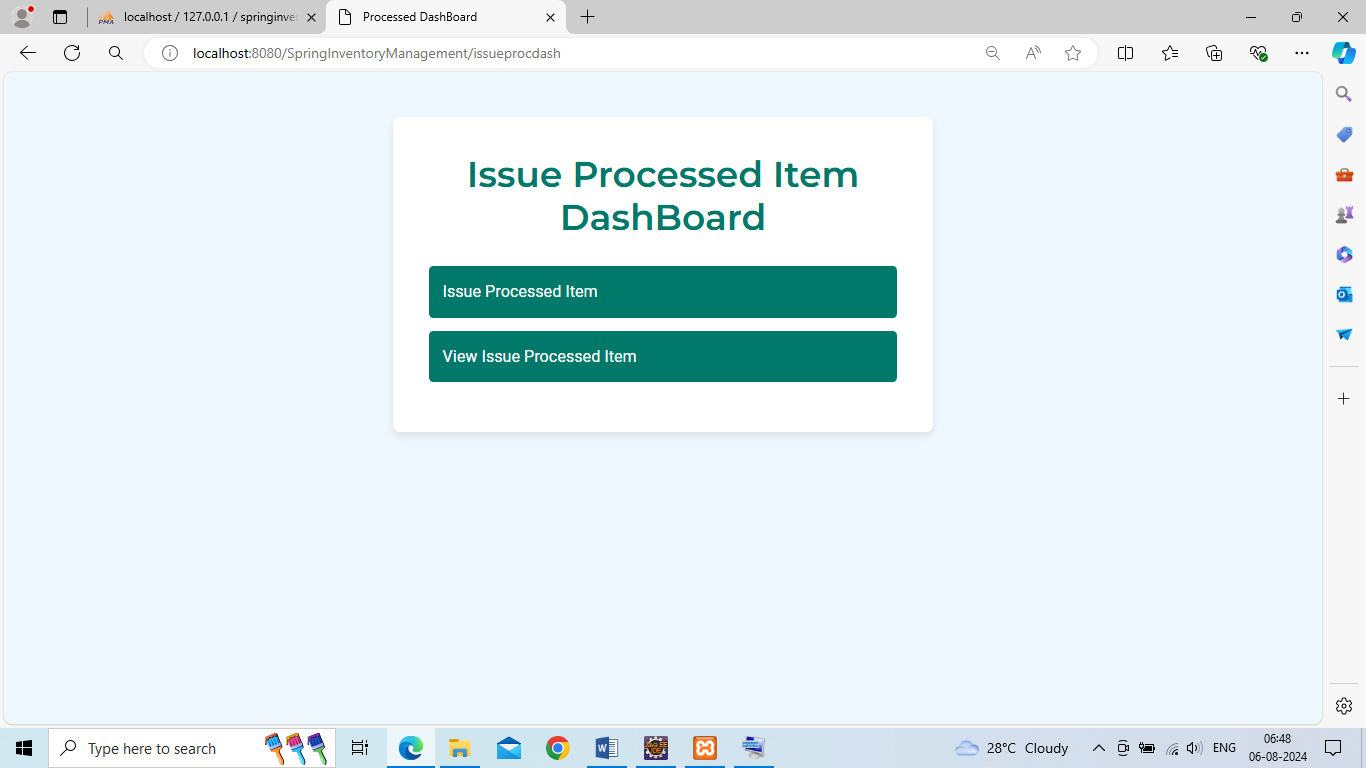 PMA
localhost / 127.0.0.1 / springinve
Processed DashBoard
localhost:8080/SpringInventoryManagement/issueprocdash
Issue Processed Item
DashBoard
Issue Processed Item
View Issue Processed Item
Type here to search
28°C Cloudy
ENG
06:48
06-08-2024